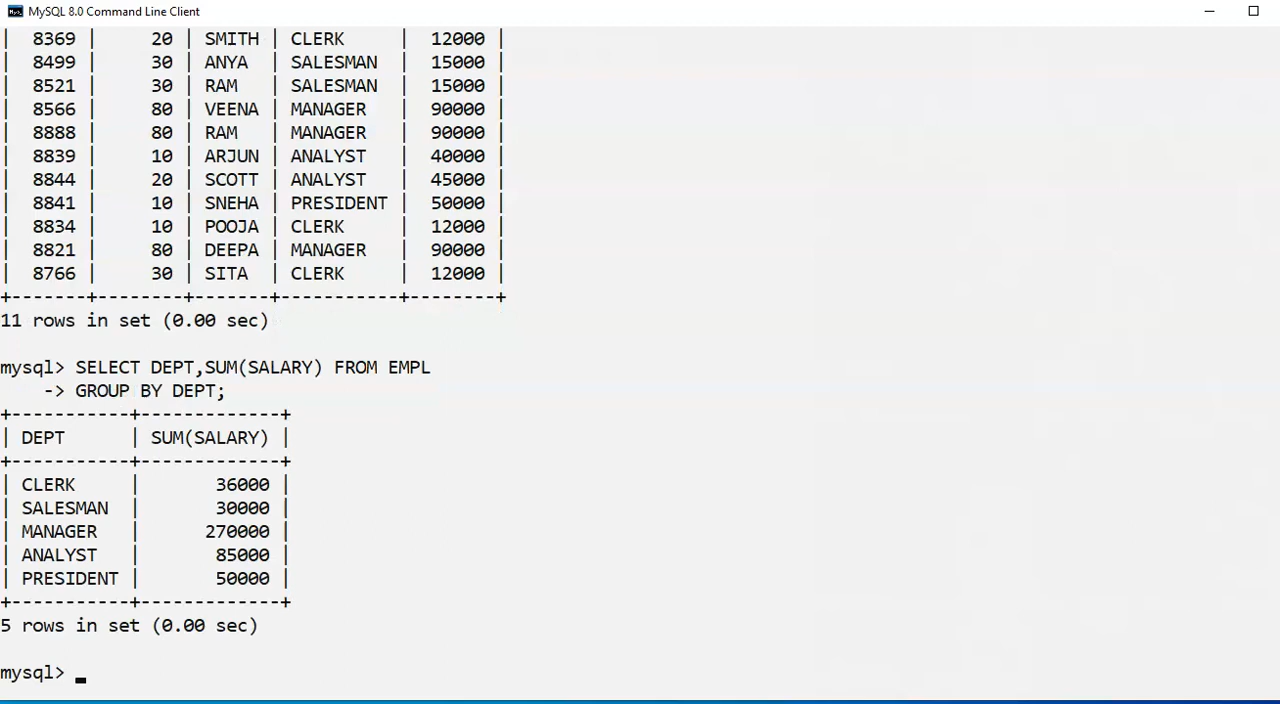 MySQL 8.0 Command Line Client
|  8369 |     20 | SMITH | CLERK     |  12000 |
|  8499 |     30 | ANYA  | SALESMAN  |  15000 |
|  8521 |     30 | RAM   | SALESMAN  |  15000 |
|  8566 |     80 | VEENA | MANAGER   |  90000 |
|  8888 |     80 | RAM   | MANAGER   |  90000 |
|  8839 |     10 | ARJUN | ANALYST   |  40000 |
|  8844 |     20 | SCOTT | ANALYST   |  45000 |
|  8841 |     10 | SNEHA | PRESIDENT |  50000 |
|  8834 |     10 | POOJA | CLERK     |  12000 |
|  8821 |     80 | DEEPA | MANAGER   |  90000 |
|  8766 |     30 | SITA  | CLERK     |  12000 |
+-------+--------+-------+-----------+--------+
11 rows in set (0.00 sec)
mysql> SELECT DEPT,SUM(SALARY) FROM EMPL
    -> GROUP BY DEPT;
+-----------+-------------+
| DEPT      | SUM(SALARY) |
+-----------+-------------+
| CLERK     |       36000 |
| SALESMAN  |       30000 |
| MANAGER   |      270000 |
| ANALYST   |       85000 |
| PRESIDENT |       50000 |
+-----------+-------------+
5 rows in set (0.00 sec)
mysql> _